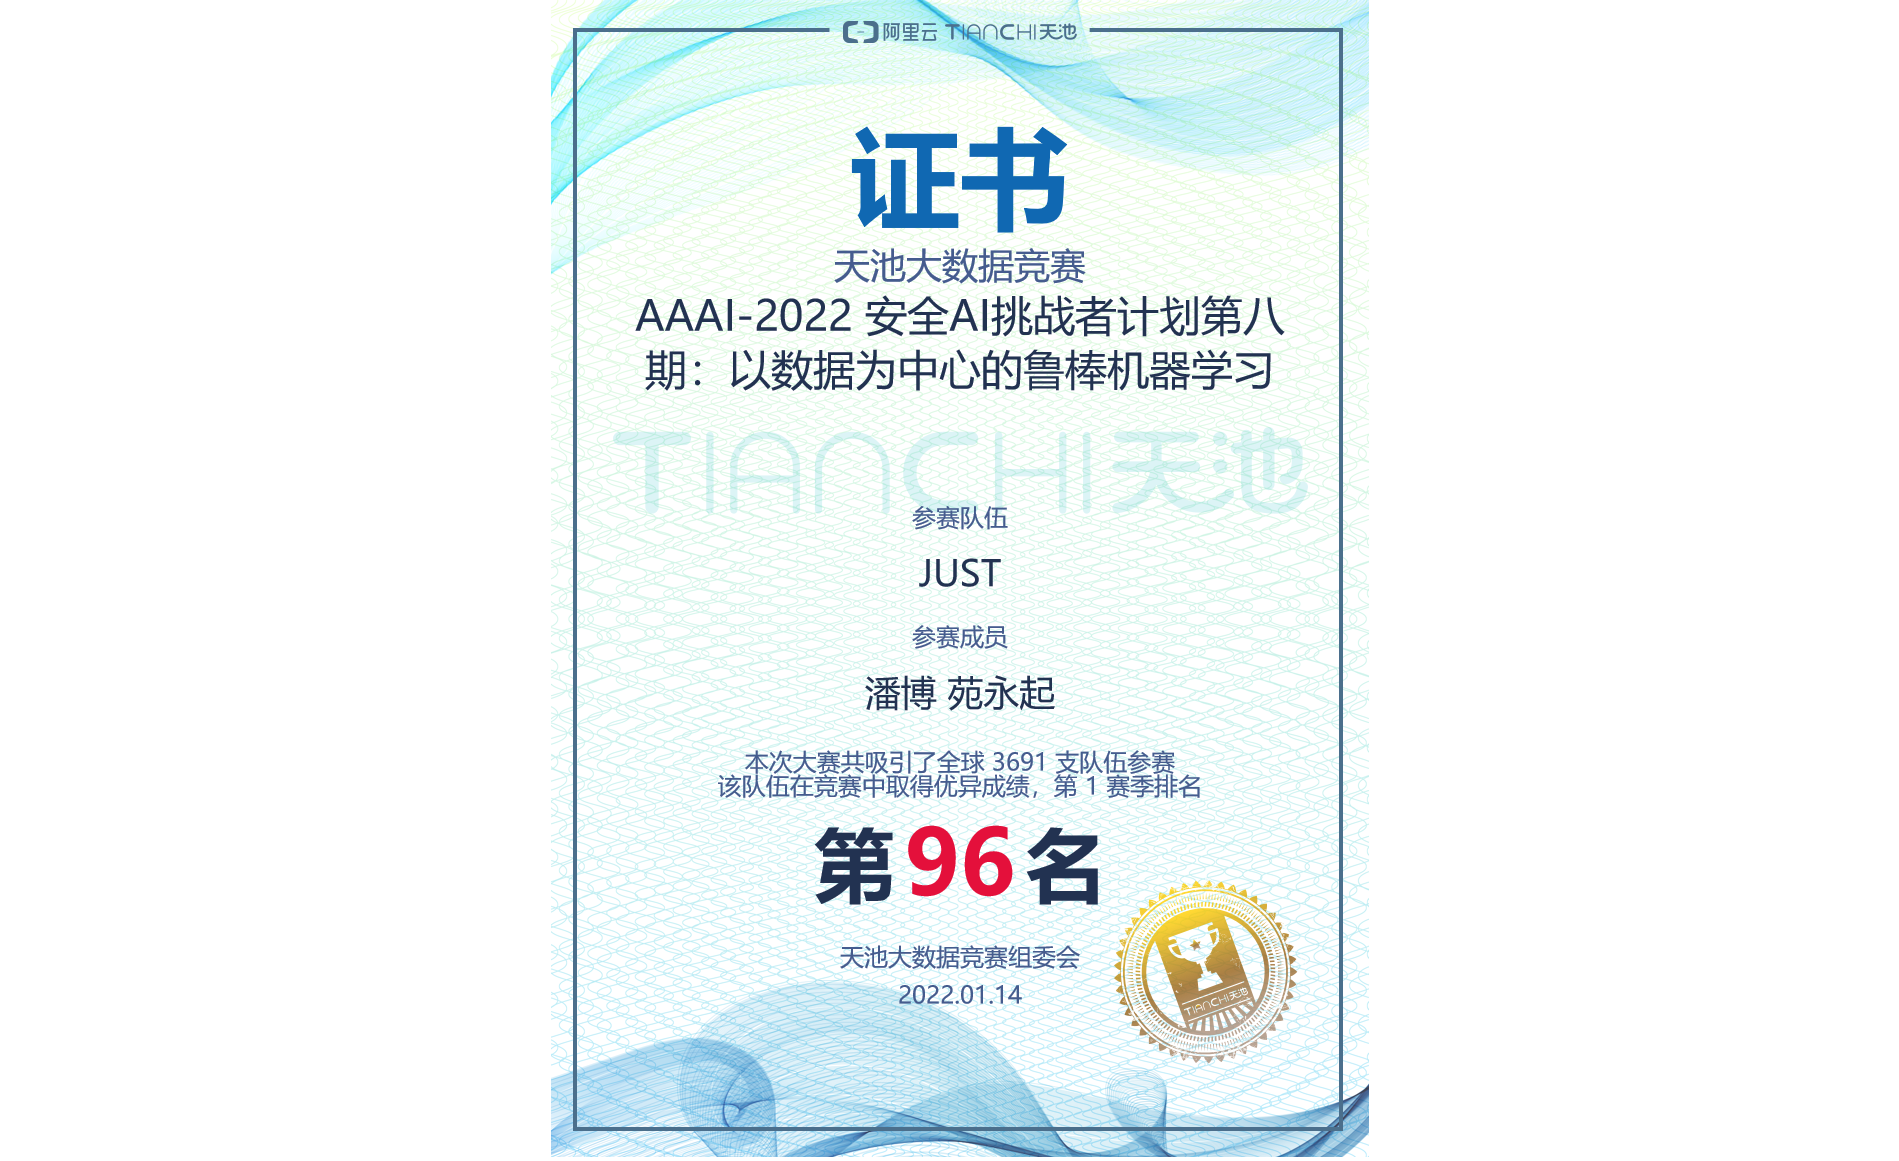 阿里云 TIANCHI天池
证书
天池大数据竞赛
AAAI-2022 安全AI挑战者计划第八
期：以数据为中心的鲁棒机器学习
TIANCHI天池
参赛队伍
JUST
参赛成员
潘博 苑永起
本次大赛共吸引了全球 3691 支队伍参赛
该队伍在竞赛中取得优异成绩，第 1 赛季排名
第96名
天池大数据竞赛组委会
2022.01.14
TIANCHI天池